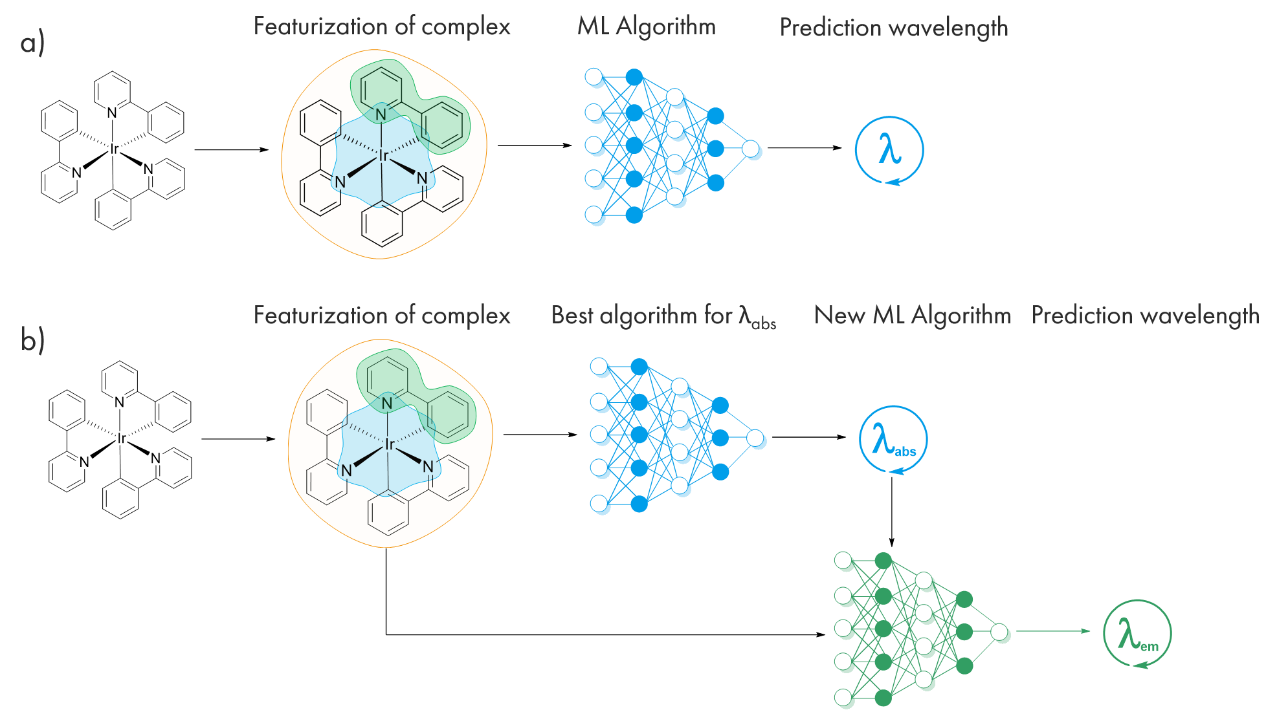 a)
Featurization of complex
ML Algorithm
Prediction wavelength
N
Ir
N
N
N
Ir
N
N
λ
b)
Featurization of complex
Best algorithm for λabs
New ML Algorithm
Prediction wavelength
N
Ir
N
N
N
Ir
N
N
λabs
λem